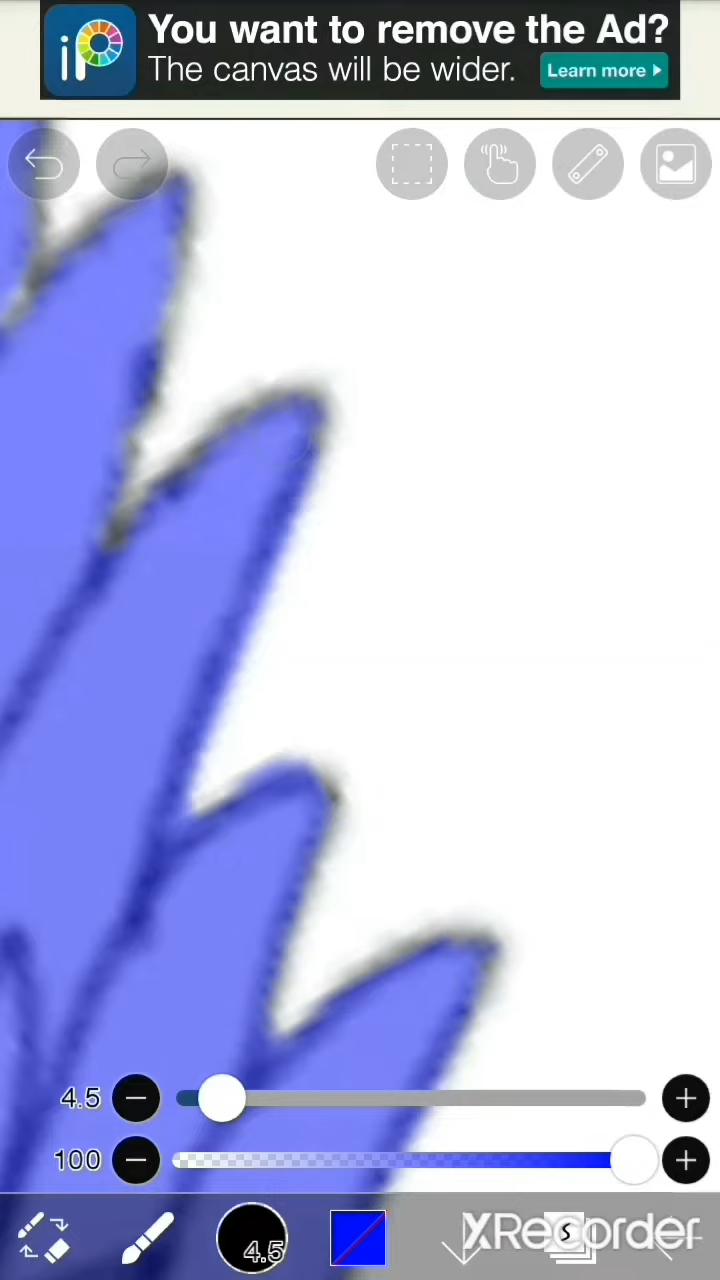 iP
You want to remove the Ad?
The canvas will be wider.
Learn more
4.5
100
4.5
S
XRecorder